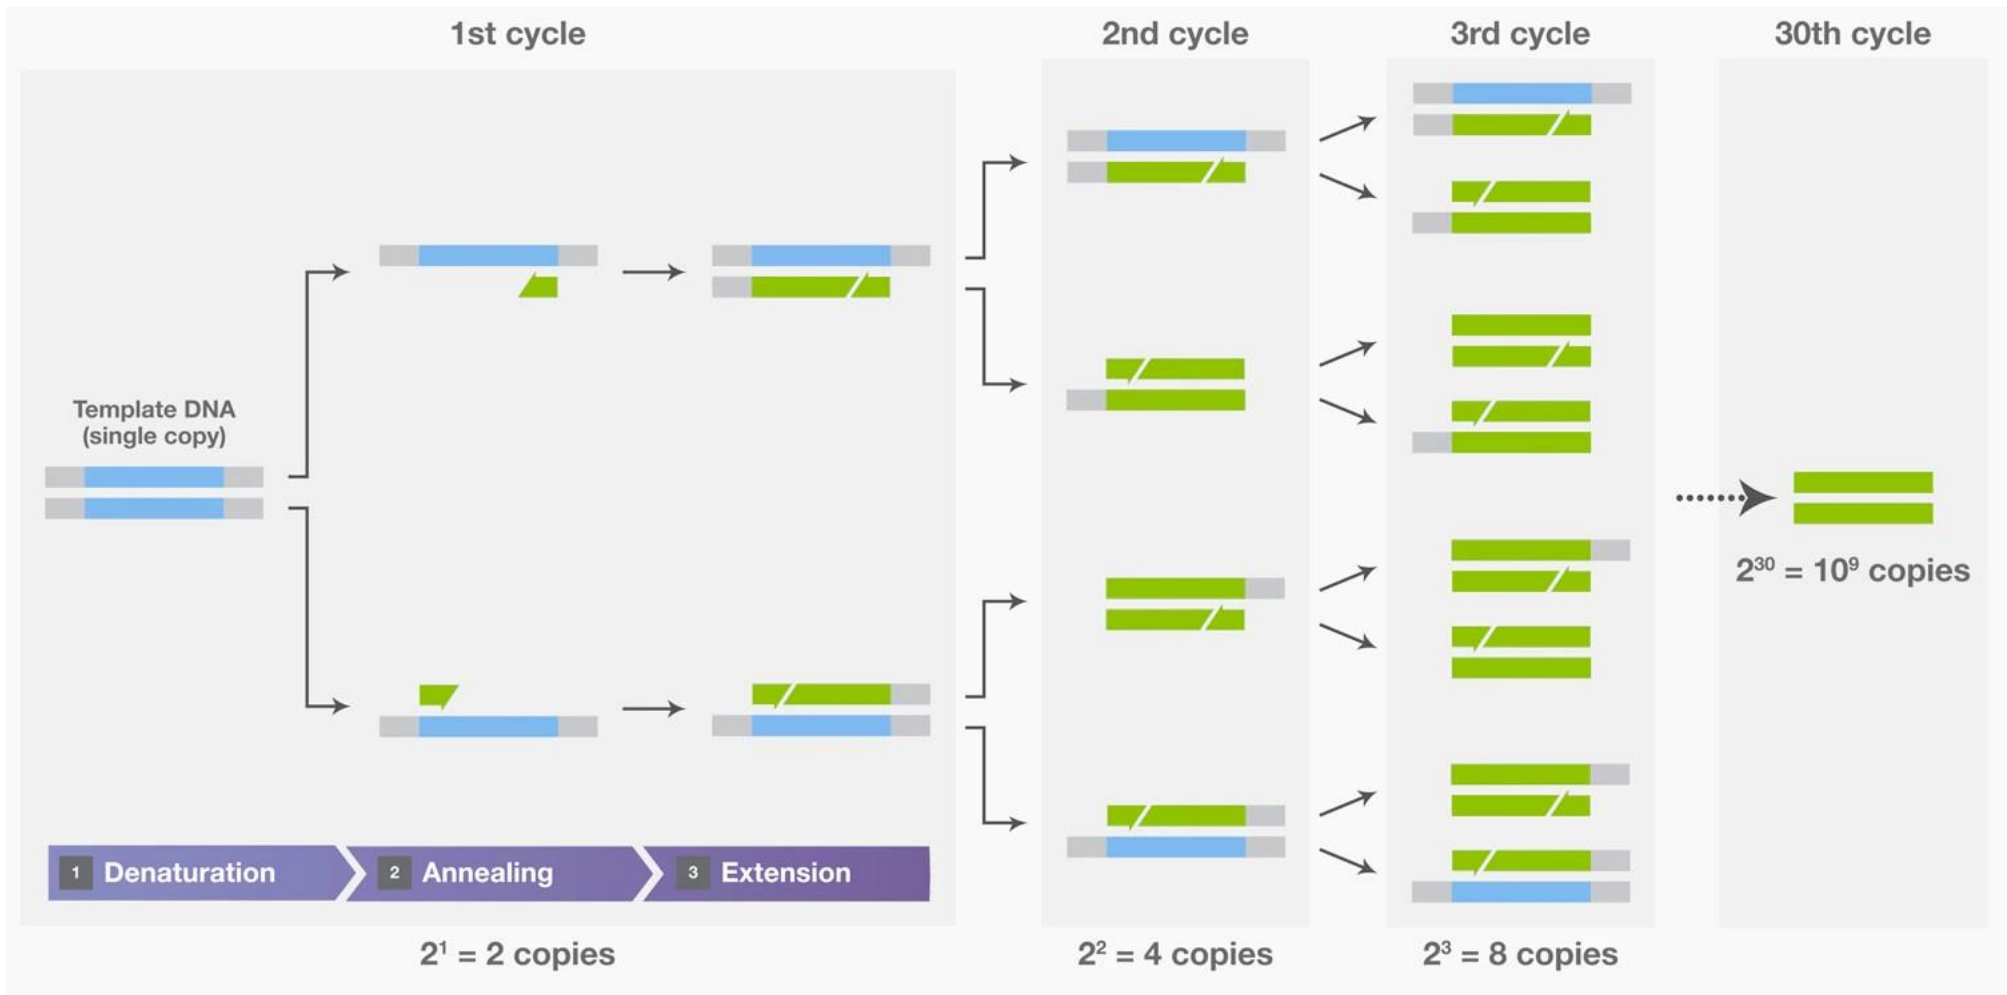 1st cycle
2nd cycle
3rd cycle
30th cycle
Template DNA
(single copy)
2³⁰ = 10⁹ copies
1 Denaturation
2 Annealing
3 Extension
2¹ = 2 copies
2² = 4 copies
2³ = 8 copies